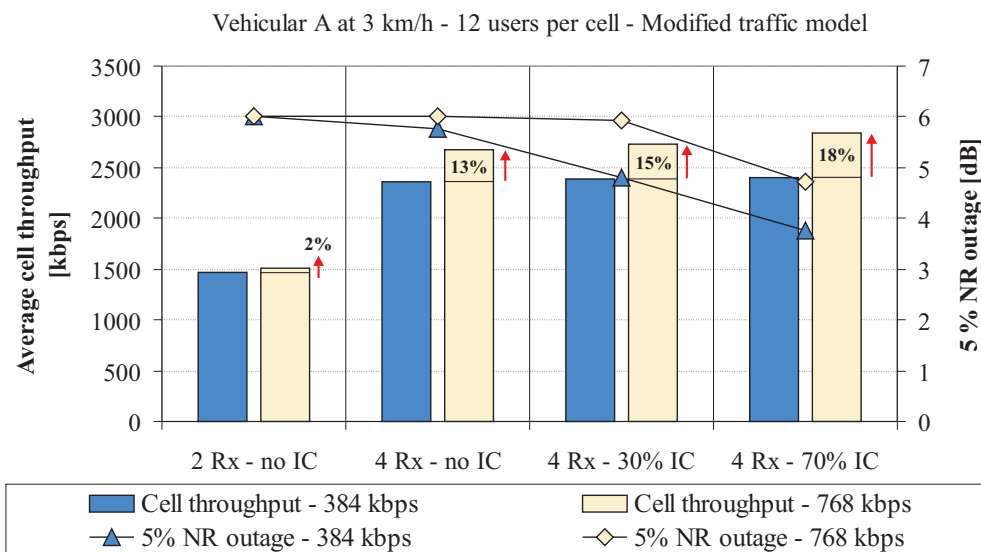 Vehicular A at 3 km/h - 12 users per cell - Modified traffic model
Average cell throughput
[kbps]
3500
3000
2500
2000
1500
1000
500
0
7
6
5
4
3
2
1
0
5 % NR outage [dB]
2%
13%
15%
18%
2 Rx - no IC
4 Rx - no IC
4 Rx - 30% IC
4 Rx - 70% IC
Cell throughput - 384 kbps
Cell throughput - 768 kbps
5% NR outage - 384 kbps
5% NR outage - 768 kbps